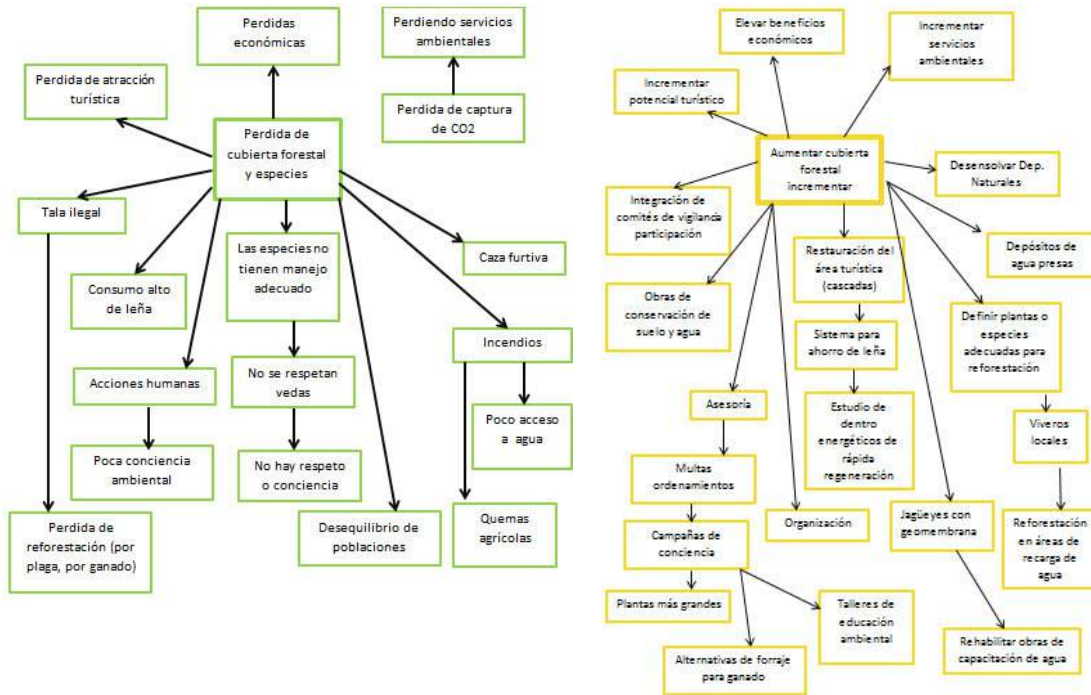 Perdidas
económicas
Perdiendo servicios
ambientales
Perdida de atracción
turística
Perdida de captura
de CO2
Perdida de
cubierta forestal
y especies
Tala ilegal
Las especies no
tienen manejo
adecuado
Caza furtiva
Consumo alto
de leña
Incendios
Acciones humanas
No se respetan
vedas
Poco acceso
a agua
Poca conciencia
ambiental
No hay respeto
o conciencia
Perdida de
reforestación (por
plaga, por ganado)
Desequilibrio de
poblaciones
Quemas
agrícolas
Elevar beneficios
económicos
Incrementar
servicios
ambientales
Incrementar
potencial turístico
Aumentar cubierta
forestal
incrementar
Desensolvar Dep.
Naturales
Integración de
comités de vigilancia
participación
Restauración del
área turística
(cascadas)
Depósitos de
agua presas
Obras de
conservación de
suelo y agua
Sistema para
ahorro de leña
Definir plantas o
especies
adecuadas para
reforestación
Asesoría
Estudio de
dentro
energéticos de
rápida
regeneración
Viveros
locales
Multas
ordenamientos
Organización
Jagüeyes con
geomembrana
Reforestación
en áreas de
recarga de
agua
Campañas de
conciencia
Plantas más grandes
Talleres de
educación
ambiental
Alternativas de forraje
para ganado
Rehabilitar obras de
capacitación de agua